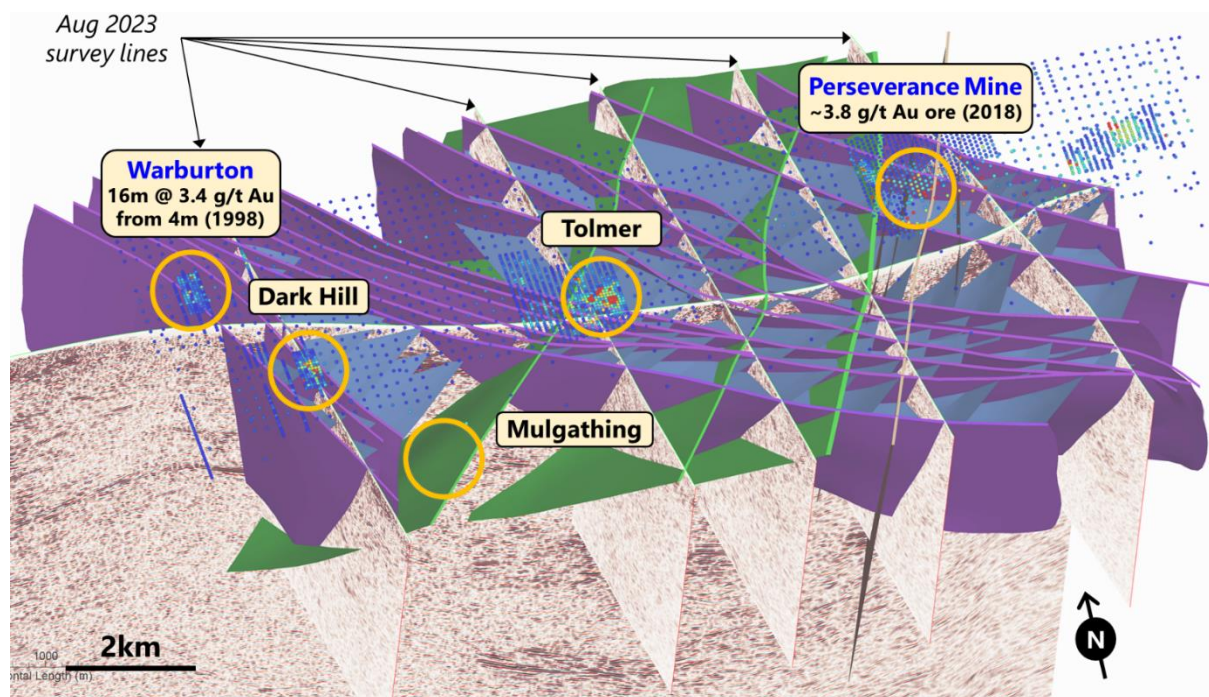 Aug 2023
survey lines
Perseverance Mine
~3.8 g/t Au ore (2018)
Warburton
16m @ 3.4 g/t Au
from 4m (1998)
Tolmer
Dark Hill
Mulgathing
2km
1000
ontal Length (m)
N